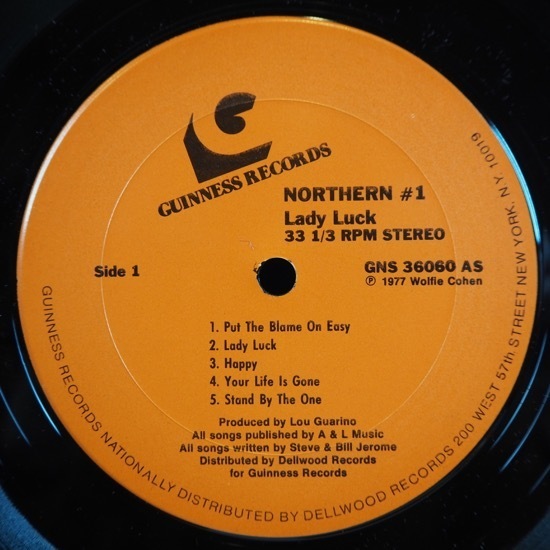 GUINNESS RECORDS
NORTHERN #1
Lady Luck
33 1/3 RPM STEREO
Side 1
GNS 36060 AS
℗ 1977 Wolfie Cohen
1. Put The Blame On Easy
2. Lady Luck
3. Happy
4. Your Life Is Gone
5. Stand By The One
Produced by Lou Guarino
All songs published by A & L Music
All songs written by Steve & Bill Jerome
Distributed by Dellwood Records
for Guinness Records
GUINNESS RECORDS NATIONALLY DISTRIBUTED BY DELLWOOD RECORDS 200 WEST 57th STREET NEW YORK, N.Y. 10019